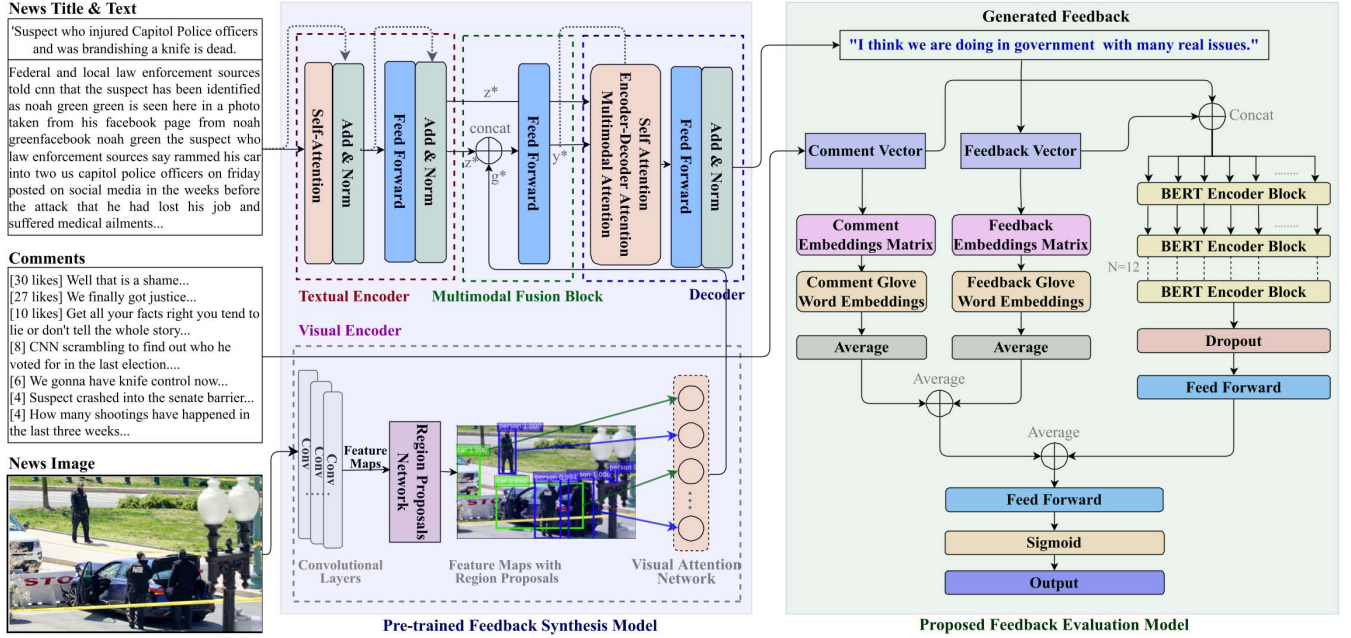 News Title & Text
'Suspect who injured Capitol Police officers
and was brandishing a knife is dead.
Federal and local law enforcement sources
told cnn that the suspect has been identified
as noah green green is seen here in a photo
taken from his facebook page from noah
greenfacebook noah green the suspect who
law enforcement sources say rammed his car
into two us capitol police officers on friday
posted on social media in the weeks before
the attack that he had lost his job and
suffered medical ailments...
Comments
[30 likes] Well that is a shame...
[27 likes] We finally got justice...
[10 likes] Get all your facts right you tend to
lie or don't tell the whole story...
[8] CNN scrambling to find out who he
voted for in the last election....
[6] We gonna have knife control now...
[4] Suspect crashed into the senate barrier...
[4] How many shootings have happened in
the last three weeks...
News Image
STO
Self-Attention
Add & Norm
Feed Forward
Add & Norm
Textual Encoder
z*
concat
z*
g*
Feed Forward
y*
Multimodal Fusion Block
Self Attention
Encoder-Decoder Attention
Multimodal Attention
Feed Forward
Add & Norm
Decoder
Visual Encoder
Conv
Conv
Conv
......
Convolutional
Layers
Feature
Maps
Region Proposals
Network
person 1.000
car 1.000
person 0.994
son 1.000
Feature Maps with
Region Proposals
Visual Attention
Network
Pre-trained Feedback Synthesis Model
Generated Feedback
"I think we are doing in government with many real issues."
Concat
Comment Vector
Feedback Vector
Comment
Embeddings Matrix
Feedback
Embeddings Matrix
Comment Glove
Word Embeddings
Feedback Glove
Word Embeddings
Average
Average
Average
........
BERT Encoder Block
........
BERT Encoder Block
N=12
BERT Encoder Block
Dropout
Feed Forward
Average
Feed Forward
Sigmoid
Output
Proposed Feedback Evaluation Model